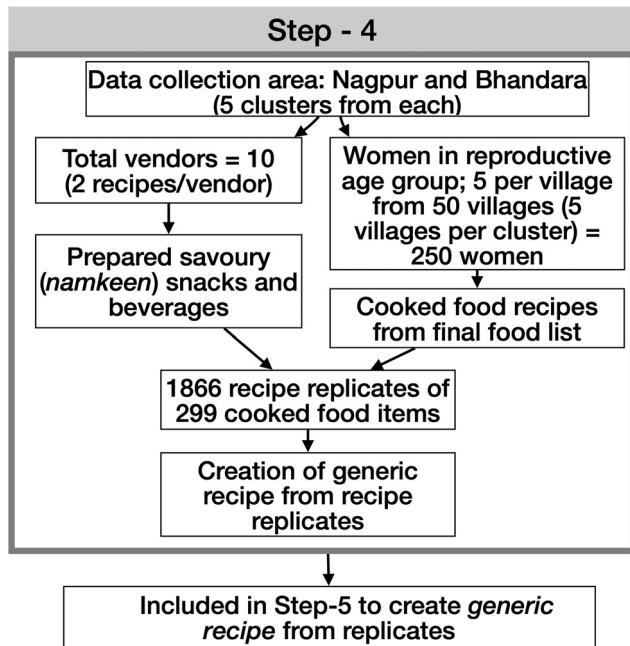 Step - 4
Data collection area: Nagpur and Bhandara
(5 clusters from each)
Total vendors = 10
(2 recipes/vendor)
Women in reproductive
age group; 5 per village
from 50 villages (5
villages per cluster) =
250 women
Prepared savoury
(namkeen) snacks and
beverages
Cooked food recipes
from final food list
1866 recipe replicates of
299 cooked food items
Creation of generic
recipe from recipe
replicates
Included in Step-5 to create generic
recipe from replicates